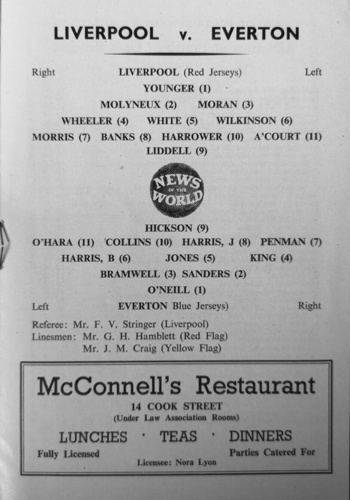 LIVERPOOL v. EVERTON
Right LIVERPOOL (Red Jerseys) Left
YOUNGER (1)
MOLYNEUX (2) MORAN (3)
WHEELER (4) WHITE (5) WILKINSON (6)
MORRIS (7) BANKS (8) HARROWER (10) A'COURT (11)
LIDDELL (9)
NEWS
OF THE
WORLD
HICKSON (9)
O'HARA (11) COLLINS (10) HARRIS, J (8) PENMAN (7)
HARRIS, B (6) JONES (5) KING (4)
BRAMWELL (3) SANDERS (2)
O'NEILL (1)
Left EVERTON Blue Jerseys) Right
Referee: Mr. F. V. Stringer (Liverpool)
Linesmen: Mr. G. H. Hamblett (Red Flag)
Mr. J. M. Craig (Yellow Flag)
McConnell's Restaurant
14 COOK STREET
(Under Law Association Rooms)
LUNCHES · TEAS · DINNERS
Fully Licensed Parties Catered For
Licensee: Nora Lyon